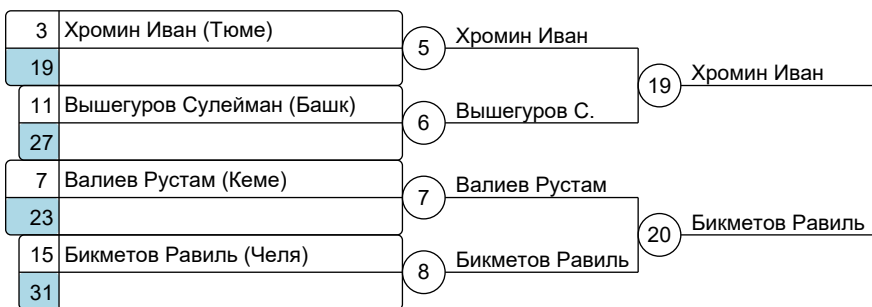 3 Хромин Иван (Тюме)
19
5 Хромин Иван
19 Хромин Иван
11 Вышегуров Сулейман (Башк)
27
6 Вышегуров С.
7 Валиев Рустам (Кеме)
23
7 Валиев Рустам
20 Бикметов Равиль
15 Бикметов Равиль (Челя)
31
8 Бикметов Равиль